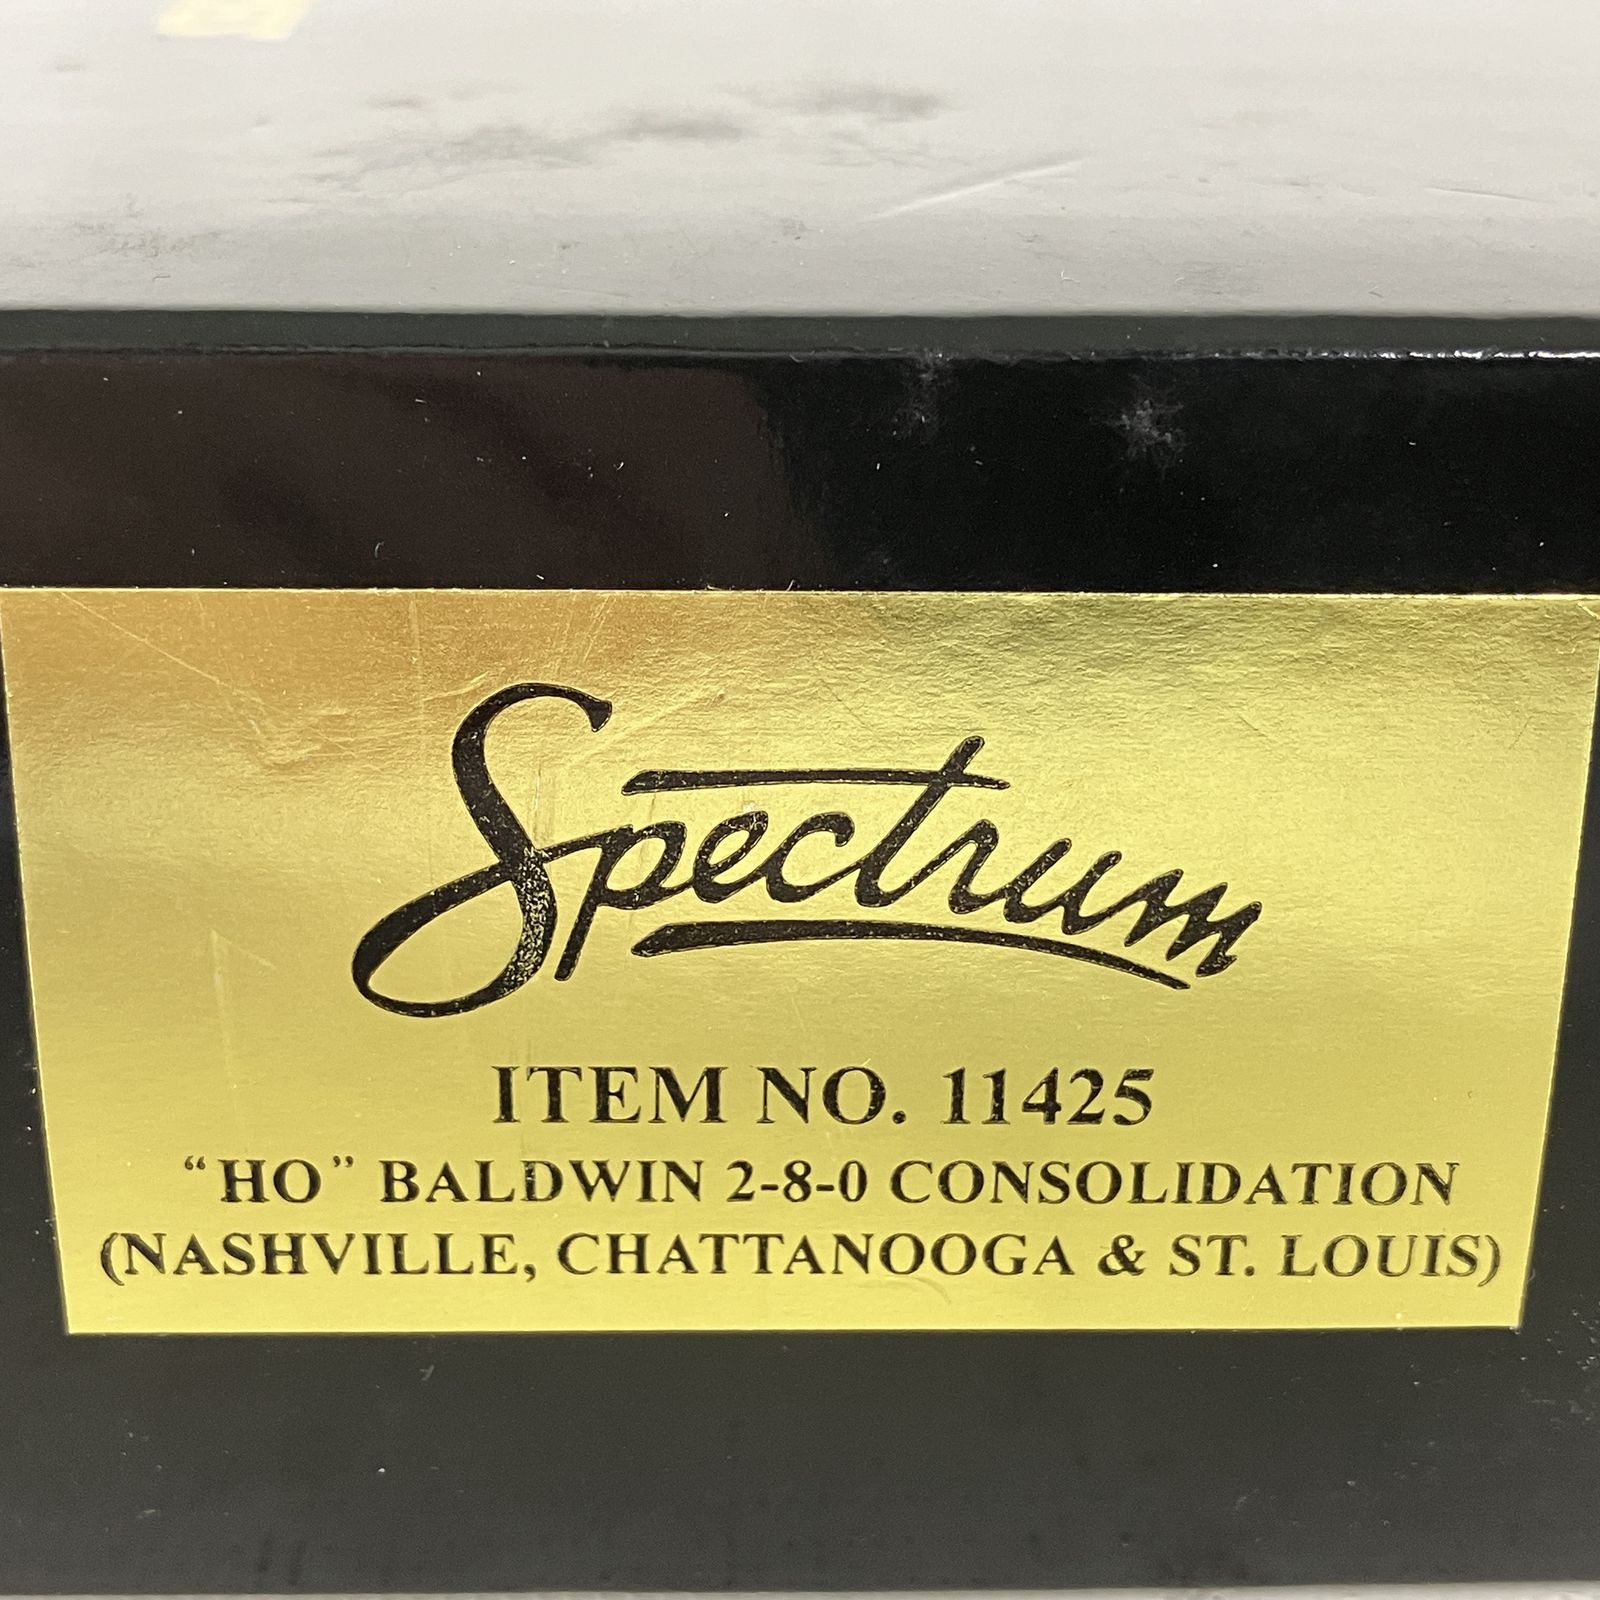 Spectrum
ITEM NO. 11425
“HO” BALDWIN 2-8-0 CONSOLIDATION
(NASHVILLE, CHATTANOOGA & ST. LOUIS)